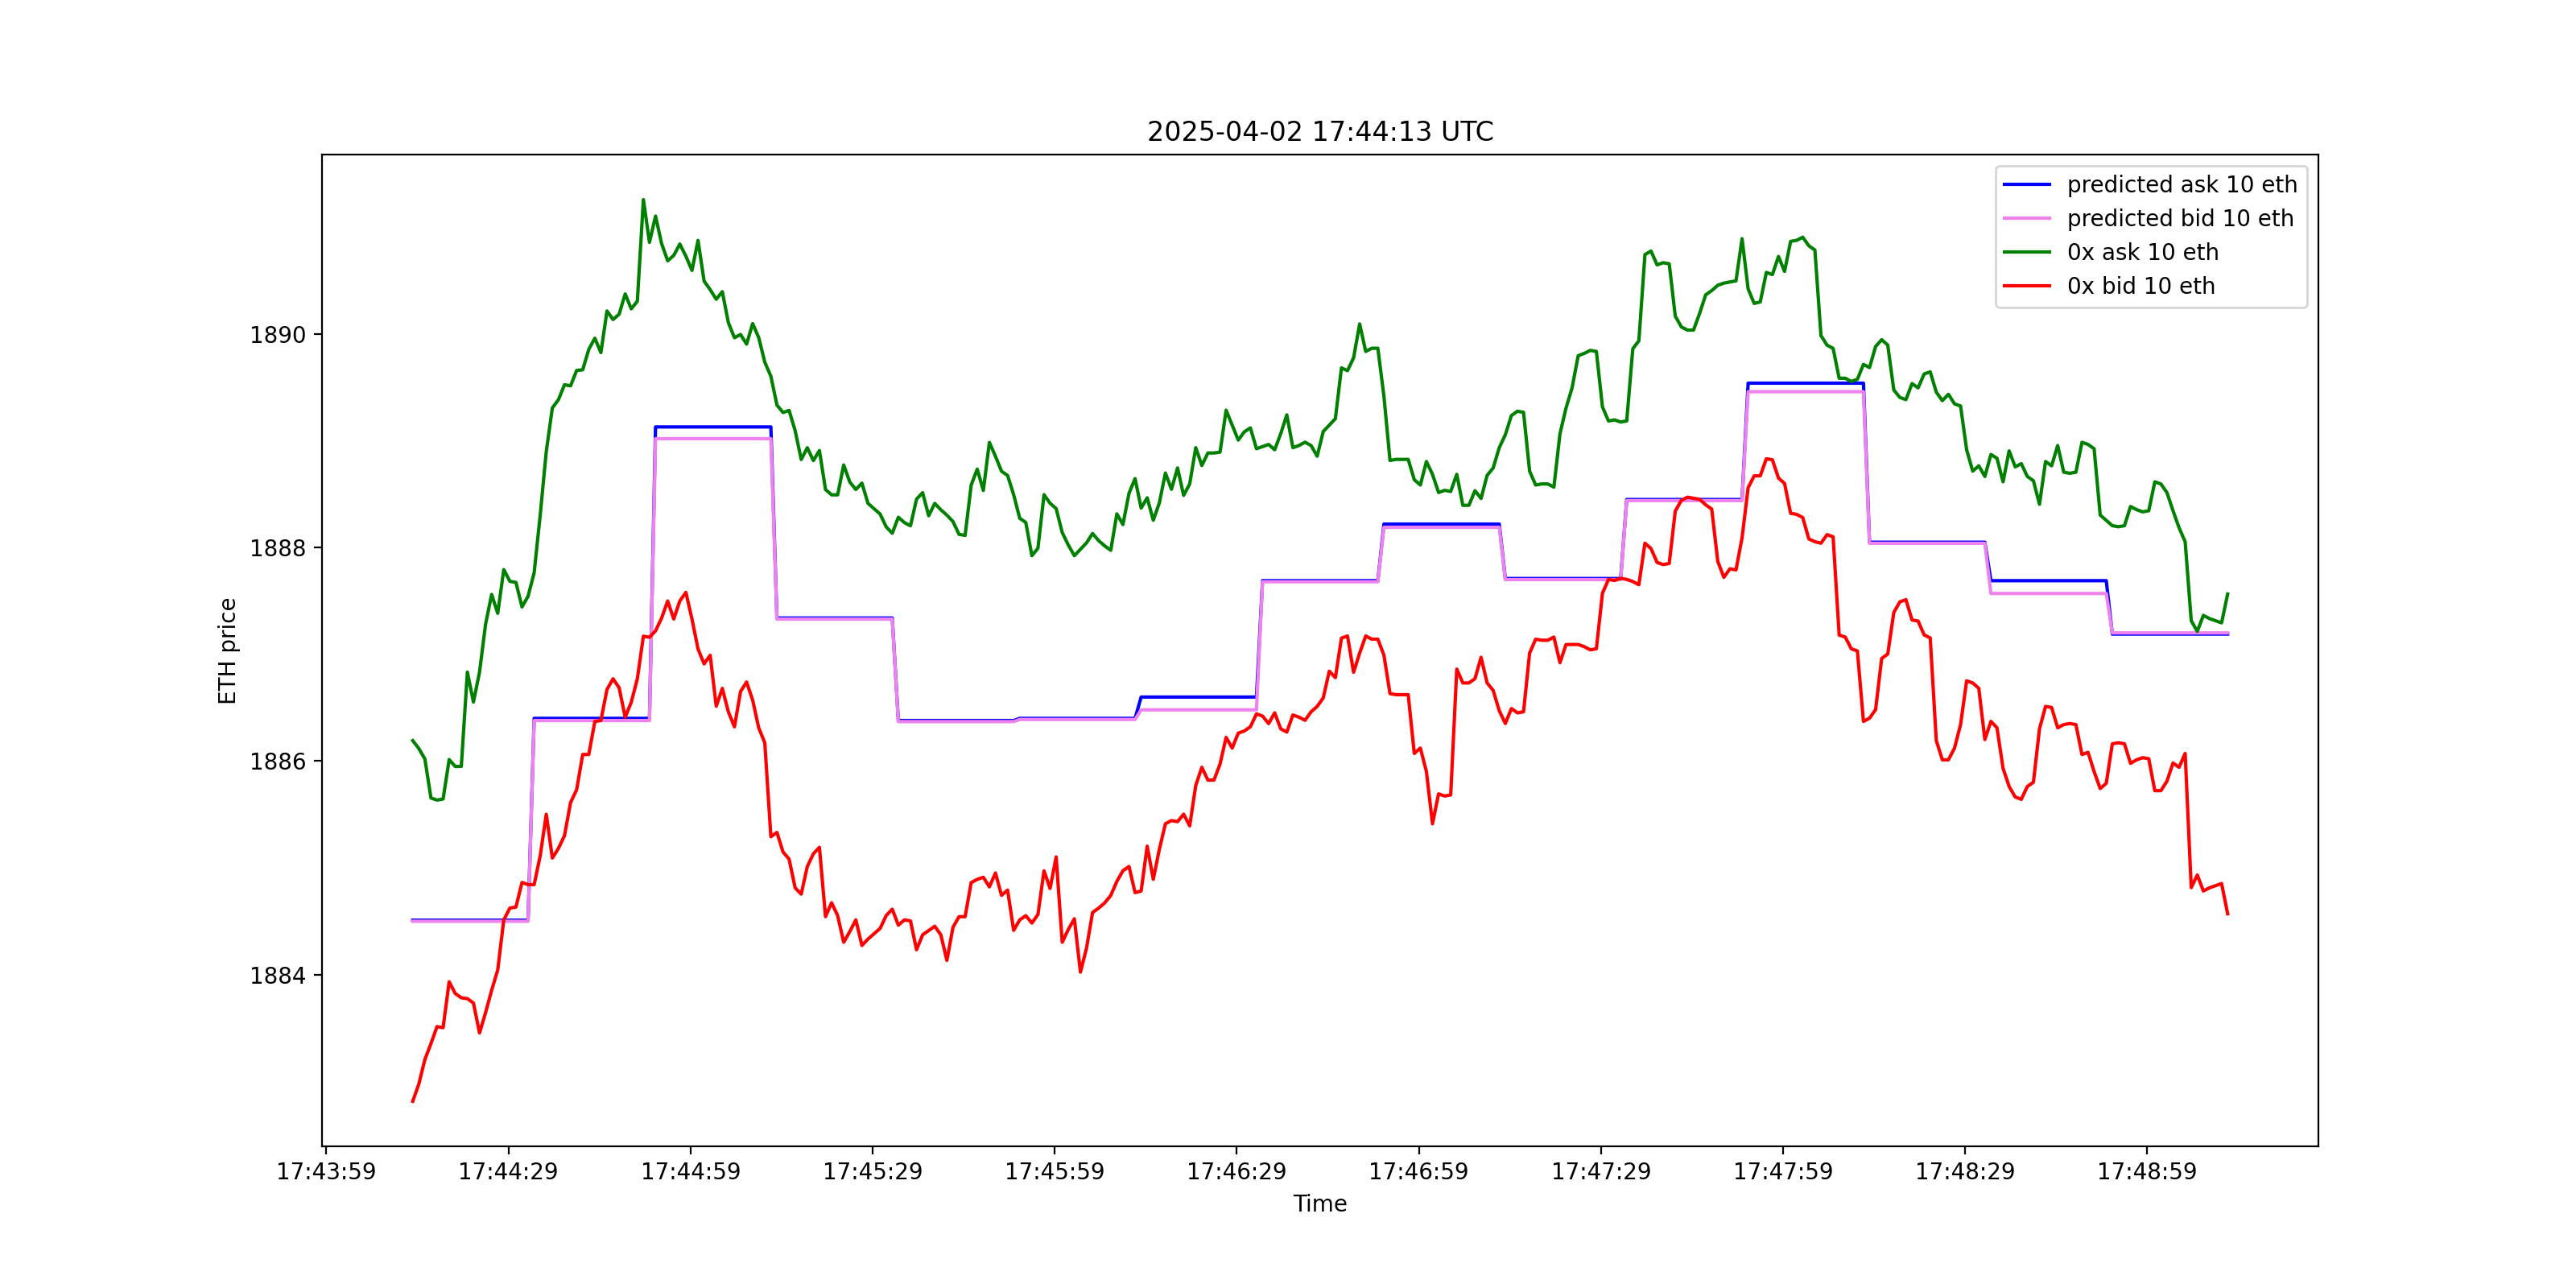 2025-04-02 17:44:13 UTC
predicted ask 10 eth
predicted bid 10 eth
0x ask 10 eth
0x bid 10 eth
ETH price
1890
1888
1886
1884
17:43:59 17:44:29 17:44:59 17:45:29 17:45:59 17:46:29 17:46:59 17:47:29 17:47:59 17:48:29 17:48:59
Time